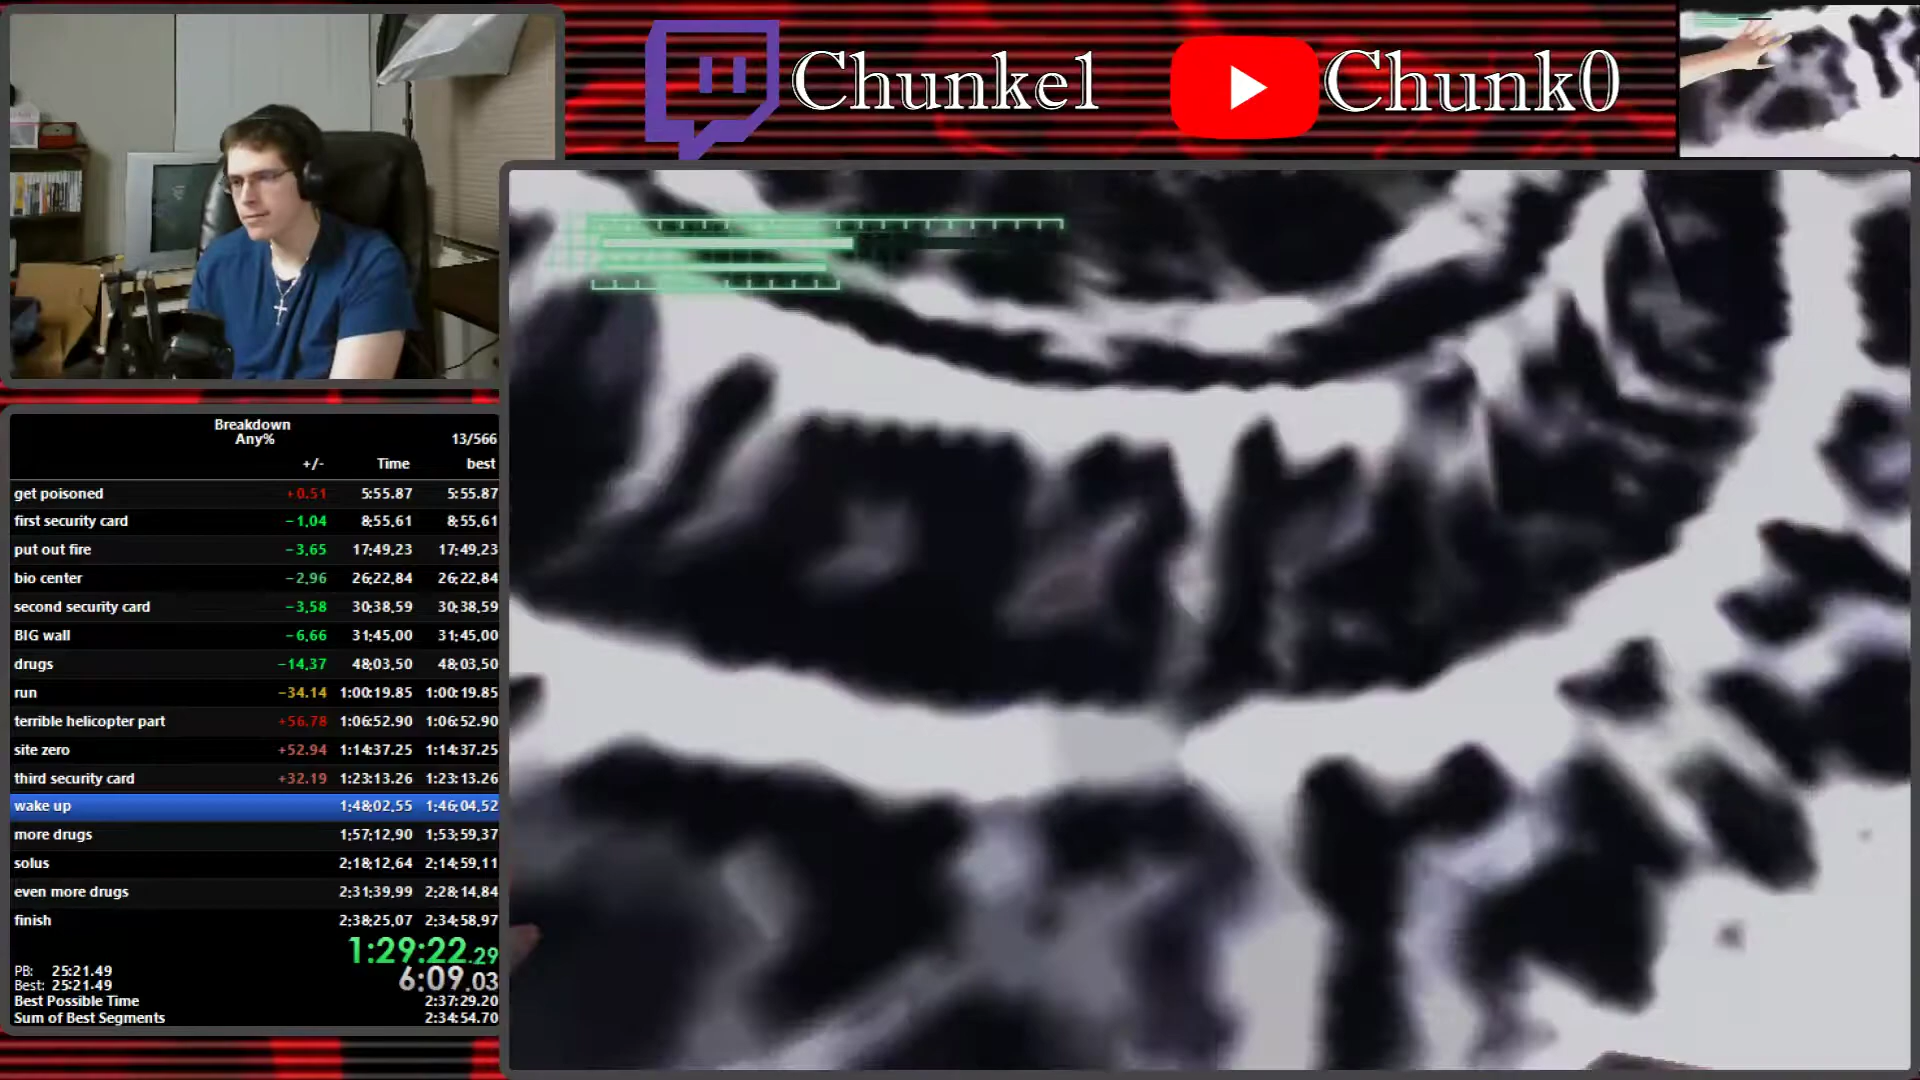 Chunke1
Chunk0
Breakdown
Any%
13/566
+/- Time best
get poisoned +0.51 5:55.87 5:55.87
first security card −1.04 8:55.61 8:55.61
put out fire −3.65 17:49.23 17:49.23
bio center −2.96 26:22.84 26:22.84
second security card −3.58 30:38.59 30:38.59
BIG wall −6.66 31:45.00 31:45.00
drugs −14.37 48:03.50 48:03.50
run −34.14 1:00:19.85 1:00:19.85
terrible helicopter part +56.78 1:06:52.90 1:06:52.90
site zero +52.94 1:14:37.25 1:14:37.25
third security card +32.19 1:23:13.26 1:23:13.26
wake up 1:48:02.55 1:46:04.52
more drugs 1:57:12.90 1:53:59.37
solus 2:18:12.64 2:14:59.11
even more drugs 2:31:39.99 2:28:14.84
finish 2:38:25.07 2:34:58.97
1:29:22.29
PB: 25:21.49
6:09.03
Best: 25:21.49
Best Possible Time 2:37:29.20
Sum of Best Segments 2:34:54.70